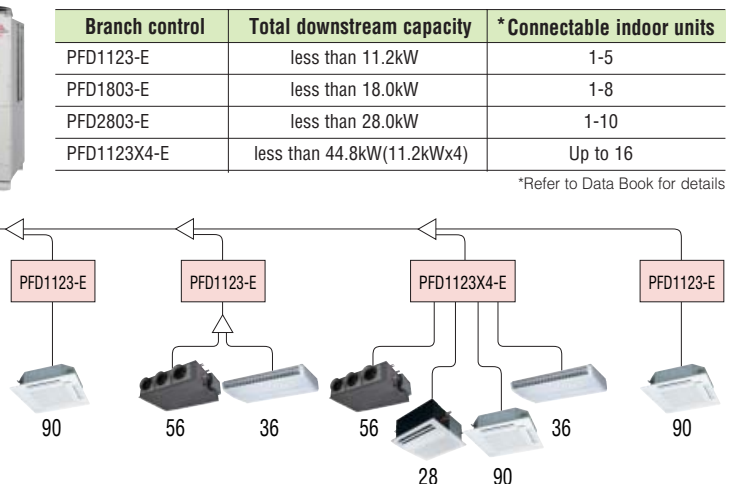 Branch control Total downstream capacity *Connectable indoor units
PFD1123-E less than 11.2kW 1-5
PFD1803-E less than 18.0kW 1-8
PFD2803-E less than 28.0kW 1-10
PFD1123X4-E less than 44.8kW(11.2kWx4) Up to 16
*Refer to Data Book for details
PFD1123-E PFD1123-E PFD1123X4-E PFD1123-E
90 56 36 56 36 90
28 90